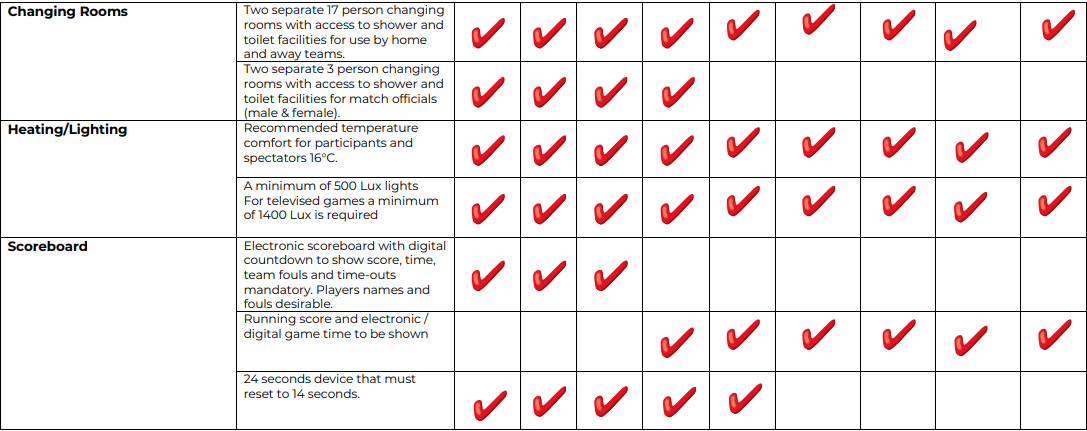 Changing Rooms
Two separate 17 person changing
rooms with access to shower and
toilet facilities for use by home
and away teams.
Two separate 3 person changing
rooms with access to shower and
toilet facilities for match officials
(male & female).
Heating/Lighting
Recommended temperature
comfort for participants and
spectators 16°C.
A minimum of 500 Lux lights
For televised games a minimum
of 1400 Lux is required
Scoreboard
Electronic scoreboard with digital
countdown to show score, time,
team fouls and time-outs
mandatory. Players names and
fouls desirable.
Running score and electronic /
digital game time to be shown
24 seconds device that must
reset to 14 seconds.